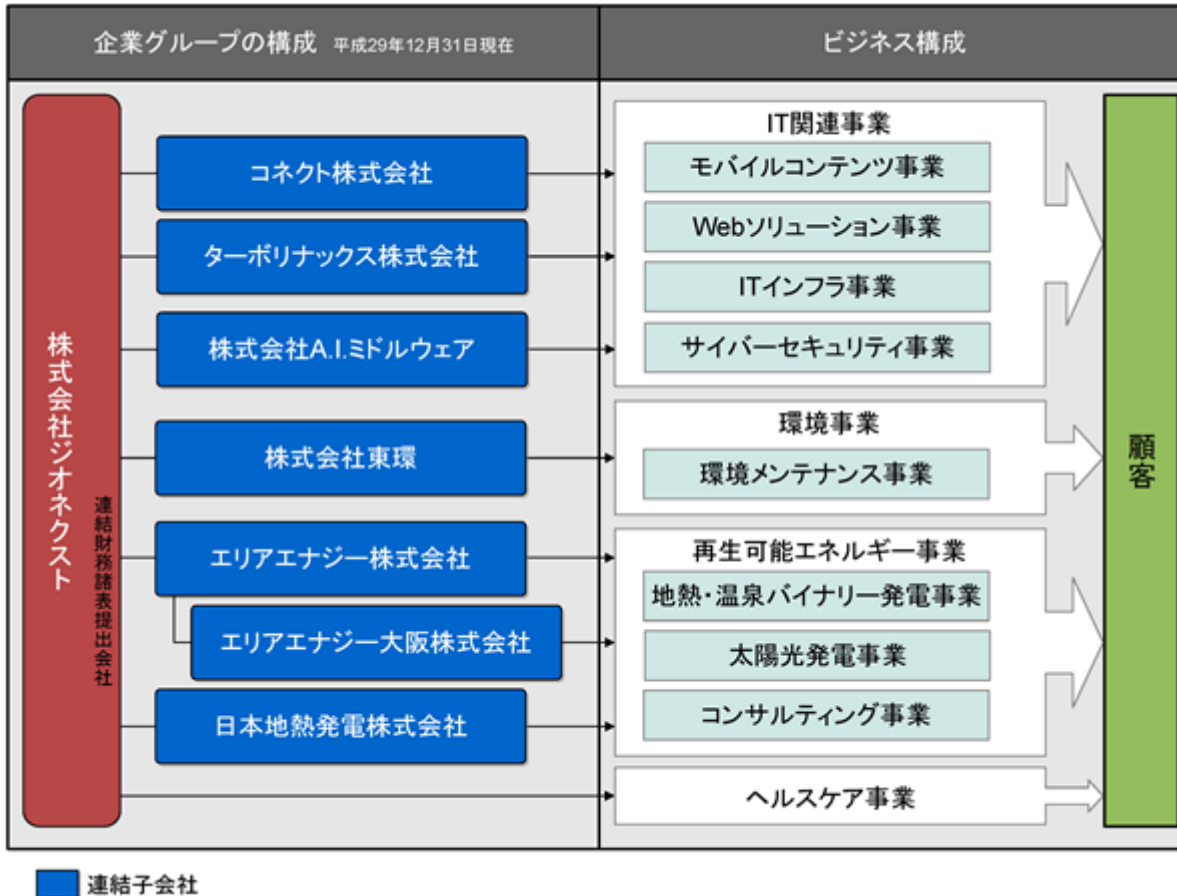 企業グループの構成 平成29年12月31日現在
ビジネス構成
株式会社ジオネクスト
連結財務諸表提出会社
コネクト株式会社
ターボリナックス株式会社
株式会社A.I.ミドルウェア
株式会社東環
エリアエナジー株式会社
エリアエナジー大阪株式会社
日本地熱発電株式会社
IT関連事業
モバイルコンテンツ事業
Webソリューション事業
ITインフラ事業
サイバーセキュリティ事業
環境事業
環境メンテナンス事業
再生可能エネルギー事業
地熱・温泉バイナリー発電事業
太陽光発電事業
コンサルティング事業
ヘルスケア事業
顧客
連結子会社